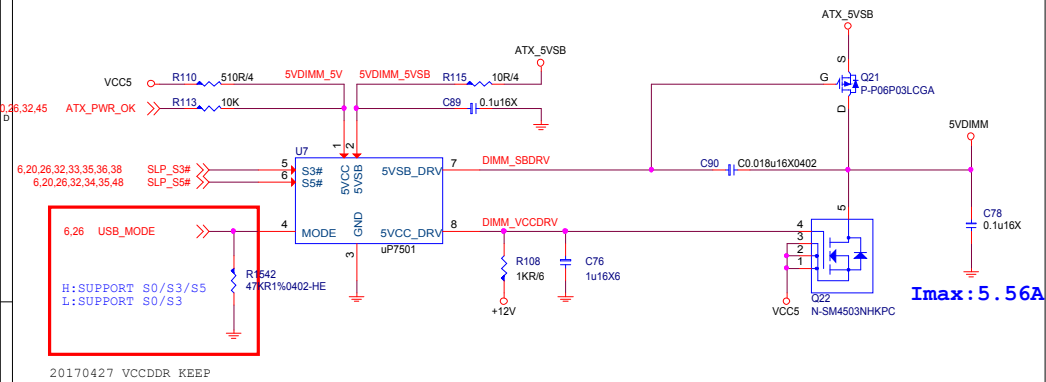 ATX_5VSB
ATX_5VSB
VCC5
R110
510R/4
5VDIMM_5V
5VDIMM_5VSB
R115
10R/4
S
G
Q21
P-P06P03LCGA
D
0,26,32,45
D
ATX_PWR_OK
R113
10K
C89
0.1u16X
5VDIMM
1
2
U7
6,20,26,32,33,35,36,38
SLP_S3#
5
S3#
5VCC
5VSB
5VSB_DRV
7
DIMM_SBDRV
C90
C0.018u16X0402
6,20,26,32,34,35,48
SLP_S5#
6
S5#
C78
0.1u16X
5
6,26
USB_MODE
4
MODE
GND
5VCC_DRV
8
DIMM_VCCDRV
4
3
2
1
uP7501
3
R1542
47KR1%0402-HE
R108
1KR/6
C76
1u16X6
H:SUPPORT S0/S3/S5
L:SUPPORT S0/S3
+12V
VCC5
Q22
N-SM4503NHKPC
Imax:5.56A
20170427 VCCDDR KEEP